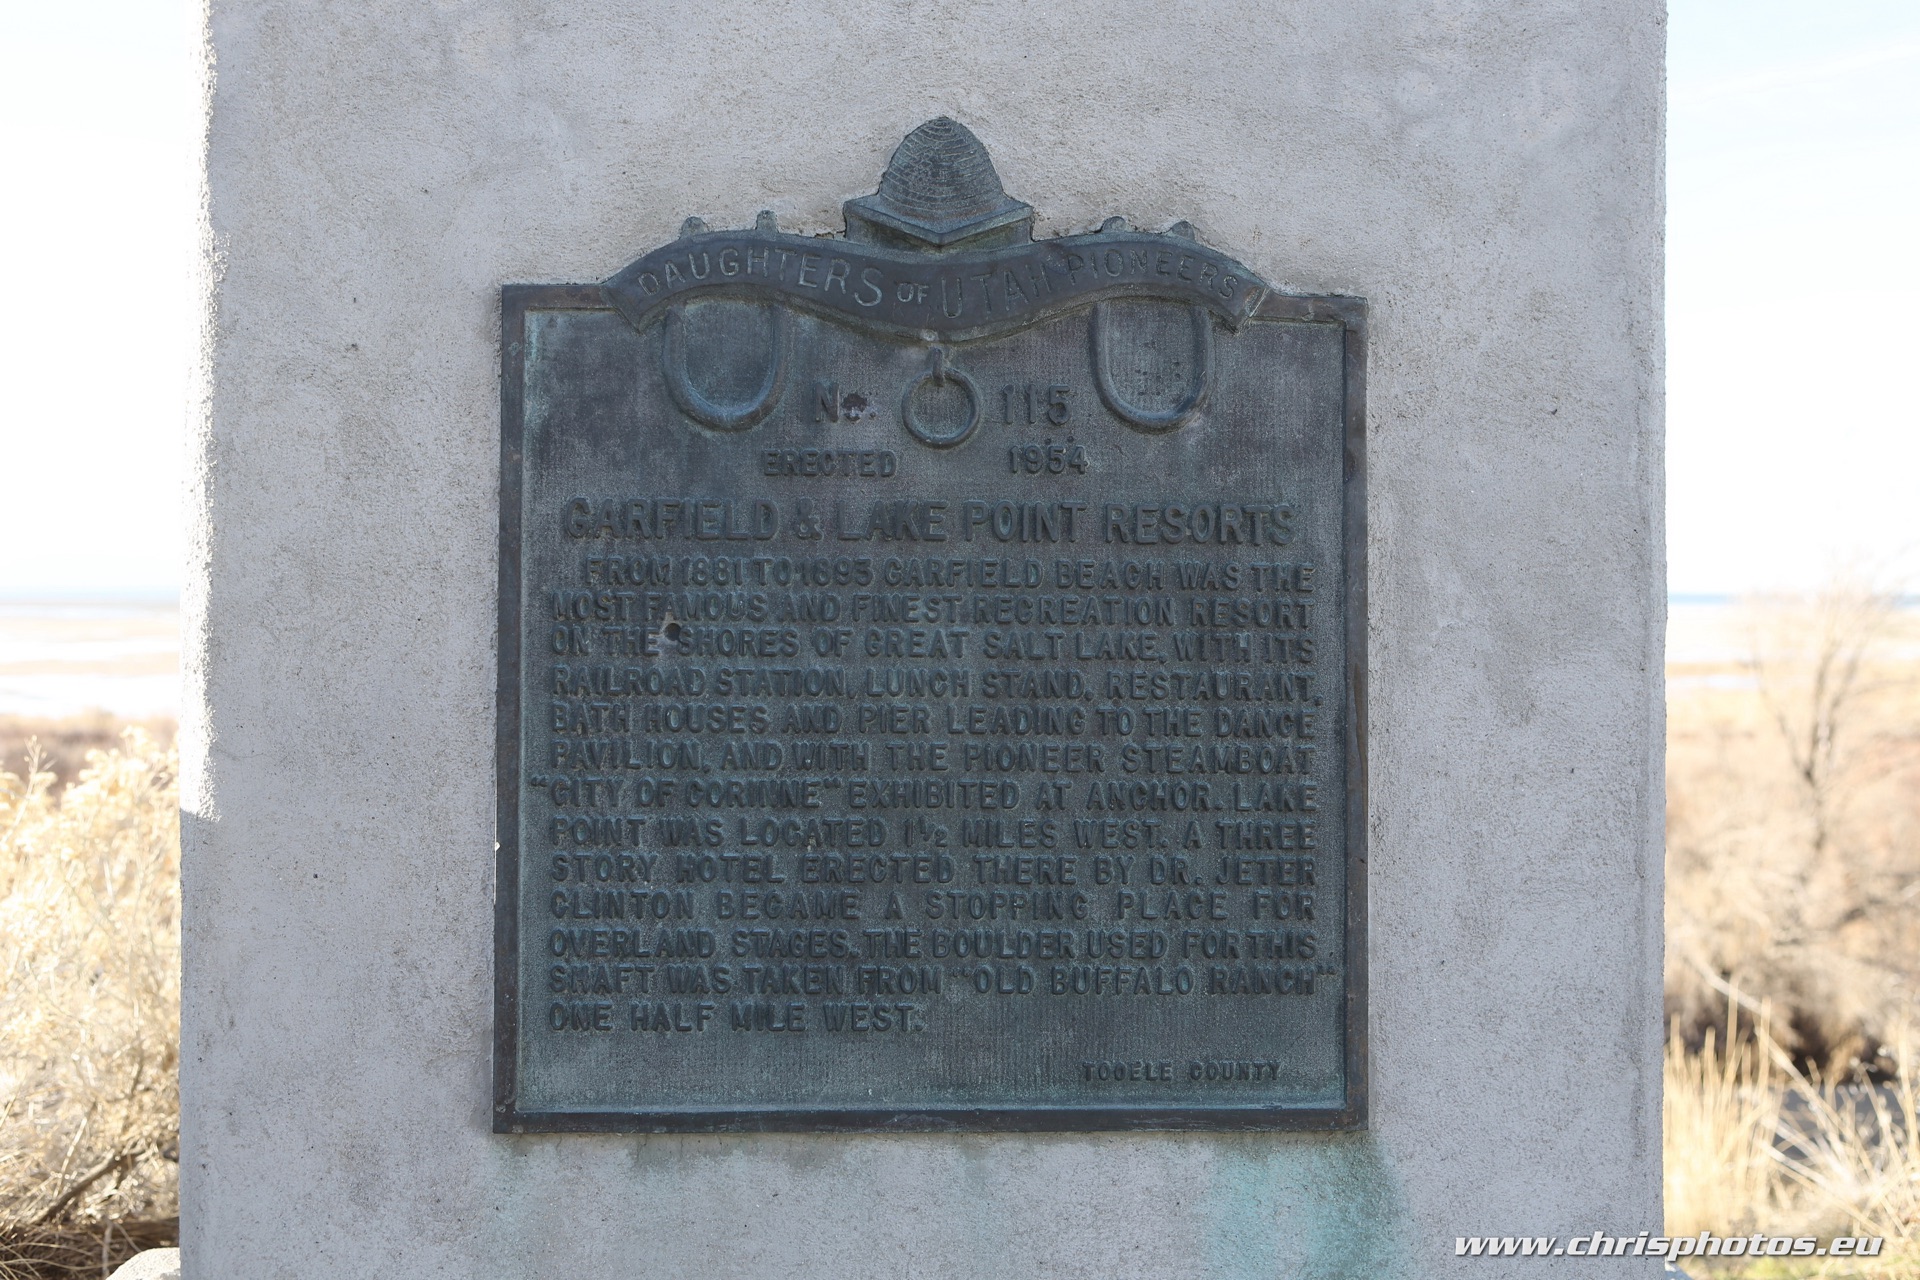 DAUGHTERS OF UTAH PIONEERS
No. 115
ERECTED 1954
GARFIELD & LAKE POINT RESORTS
FROM 1881 TO 1893 GARFIELD BEACH WAS THE
MOST FAMOUS AND FINEST RECREATION RESORT
ON THE SHORES OF GREAT SALT LAKE, WITH ITS
RAILROAD STATION, LUNCH STAND, RESTAURANT,
BATH HOUSES AND PIER LEADING TO THE DANCE
PAVILION, AND WITH THE PIONEER STEAMBOAT
"CITY OF CORINNE" EXHIBITED AT ANCHOR. LAKE
POINT WAS LOCATED 1½ MILES WEST. A THREE
STORY HOTEL ERECTED THERE BY DR. JETER
CLINTON BECAME A STOPPING PLACE FOR
OVERLAND STAGES. THE BOULDER USED FOR THIS
SHAFT WAS TAKEN FROM "OLD BUFFALO RANCH"
ONE HALF MILE WEST.
TOOELE COUNTY
www.chrisphotos.eu